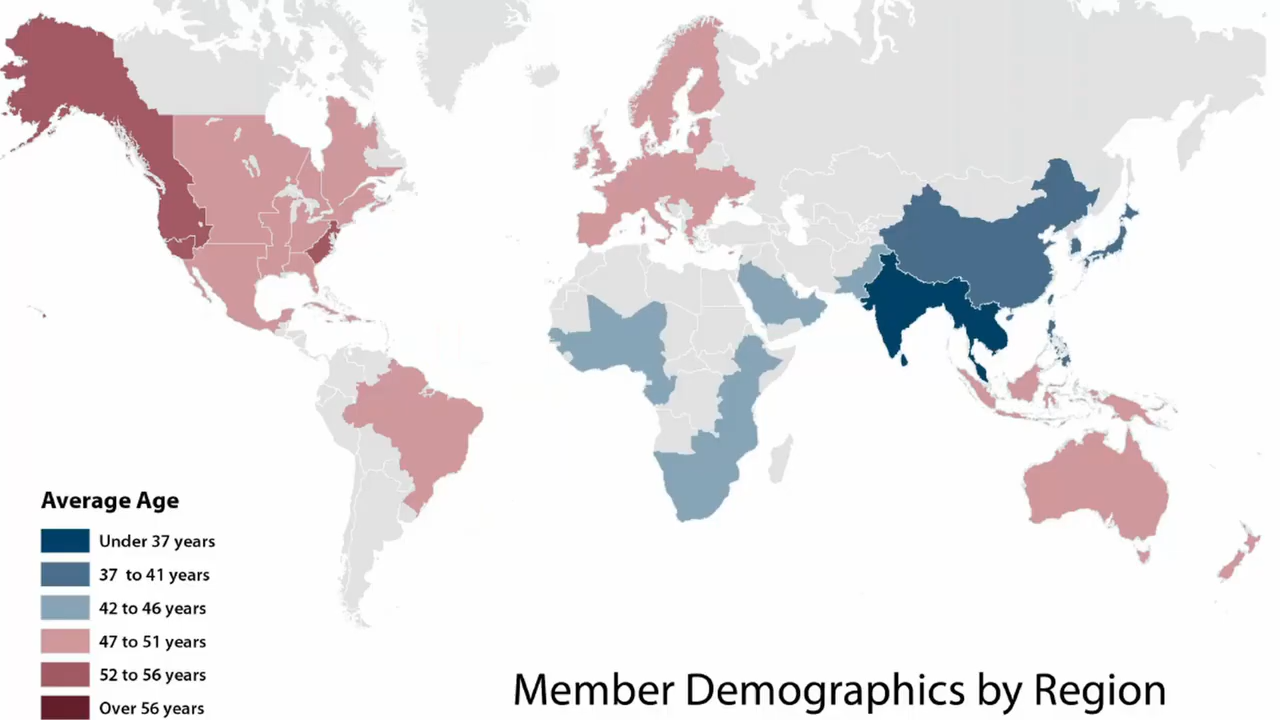 Average Age
Under 37 years
37 to 41 years
42 to 46 years
47 to 51 years
52 to 56 years
Over 56 years
Member Demographics by Region